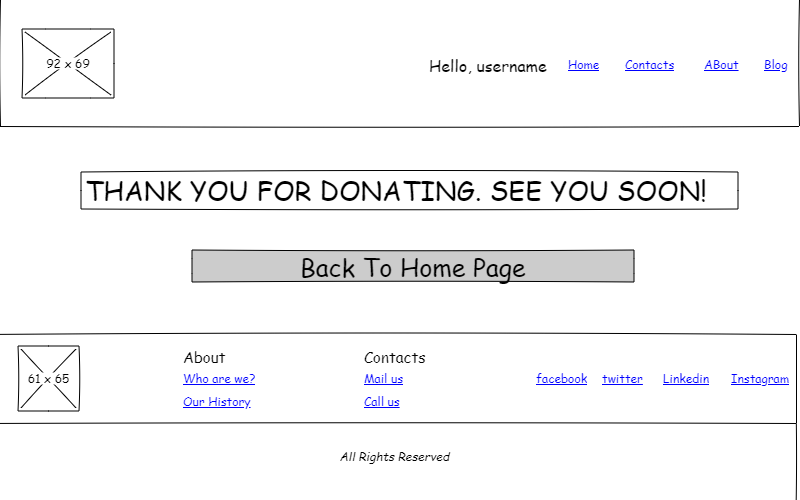 92 x 69
Hello, username Home Contacts ABout Blog
THANK YOU FOR DONATING. SEE YOU SOON!
Back To Home Page
61 x 65
About
Who are we?
Our History
Contacts
Mail us
Call us
facebook twitter Linkedin Instagram
All Rights Reserved